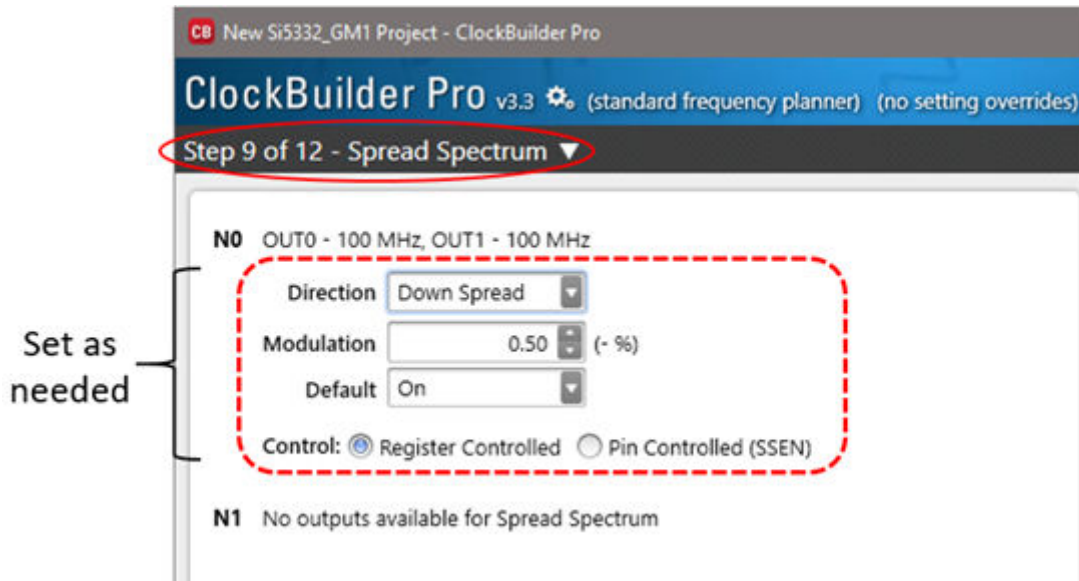 CB New Si5332_GM1 Project - ClockBuilder Pro
ClockBuilder Pro v3.3 (standard frequency planner) (no setting overrides)
Step 9 of 12 - Spread Spectrum
N0 OUT0 - 100 MHz, OUT1 - 100 MHz
Direction Down Spread
Set as
needed
Modulation 0.50 (- %)
Default On
Control: Register Controlled Pin Controlled (SSEN)
N1 No outputs available for Spread Spectrum